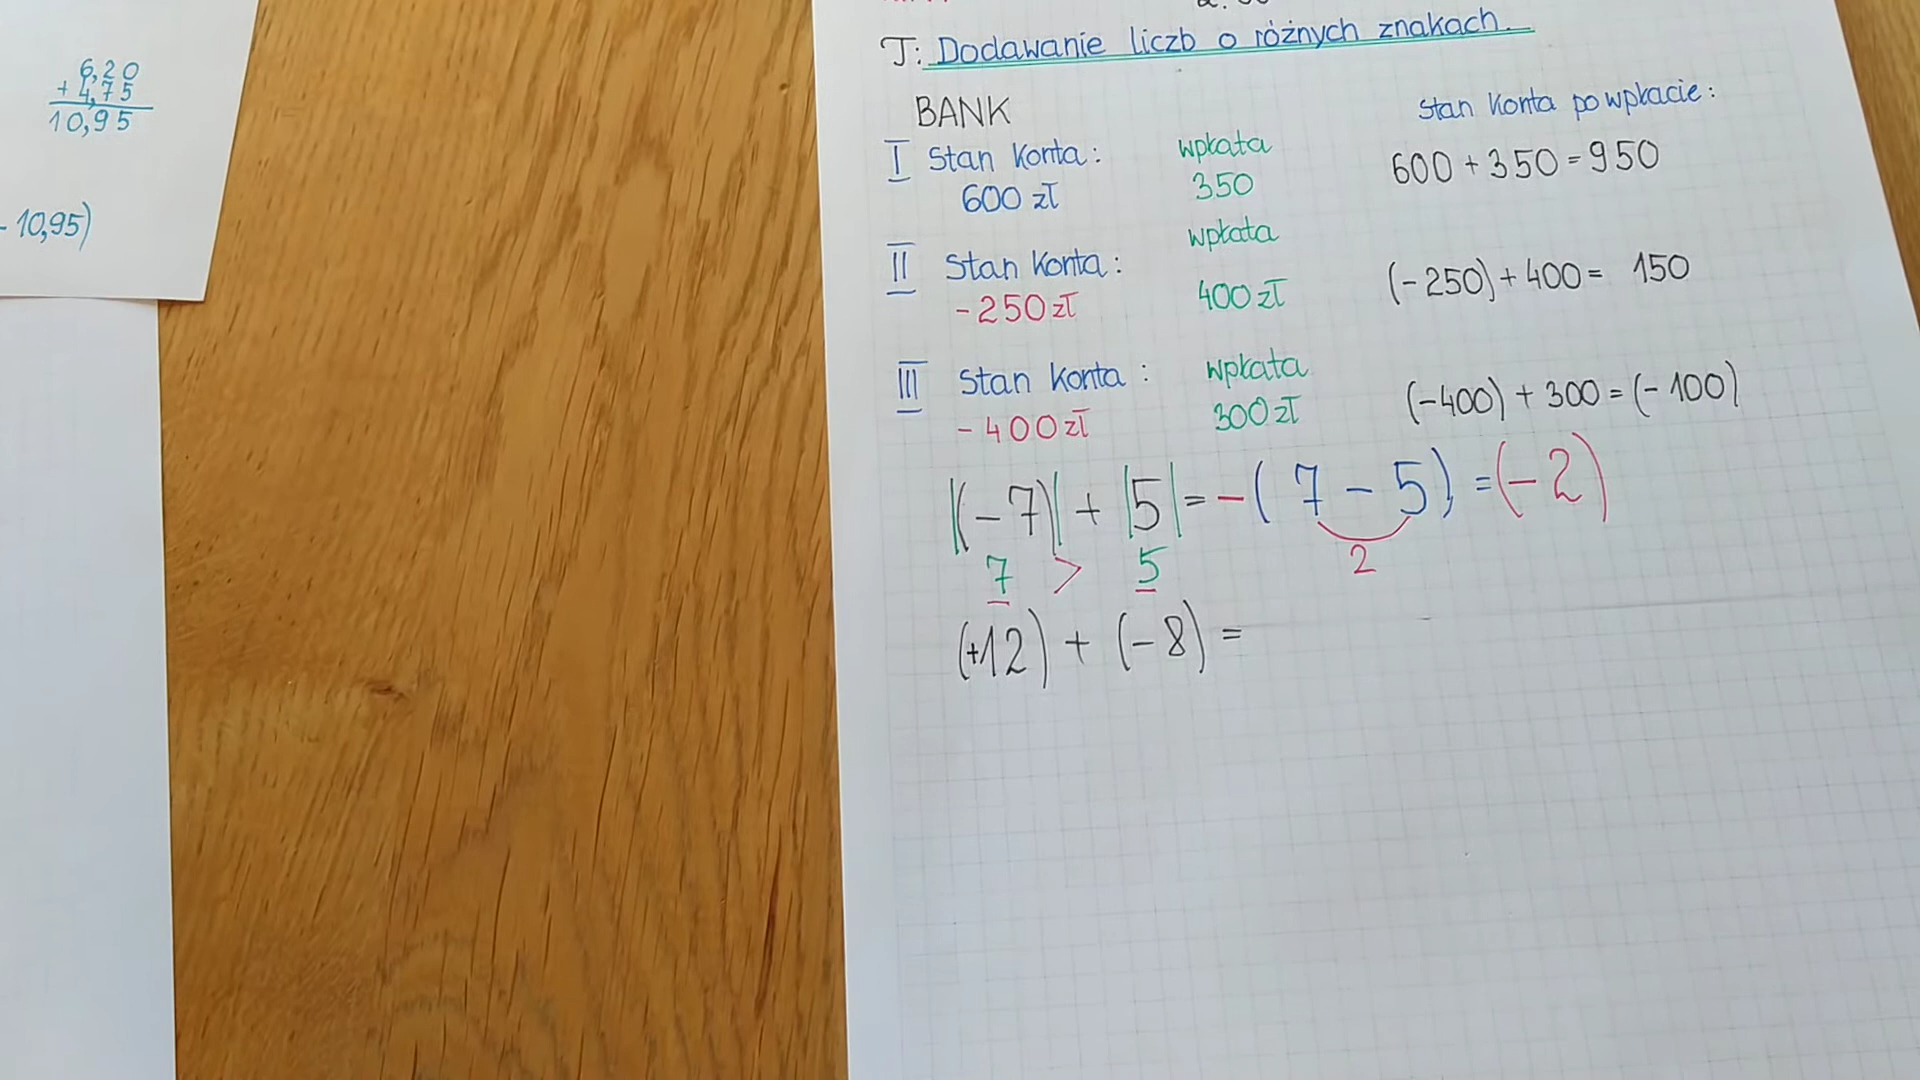 6,20
+ 4,75
10,95
- 10,95)
T: Dodawanie liczb o różnych znakach.
BANK
Stan konta po wpłacie:
I Stan konta: wpłata
600 zł 350 600 + 350 = 950
II Stan konta: wpłata
-250 zł 400 zł (-250) + 400 = 150
III Stan konta: wpłata
-400 zł 300 zł (-400) + 300 = (-100)
|(-7)| + |5| = -(7 - 5) = (-2)
7 > 5 2
(+12) + (-8) =